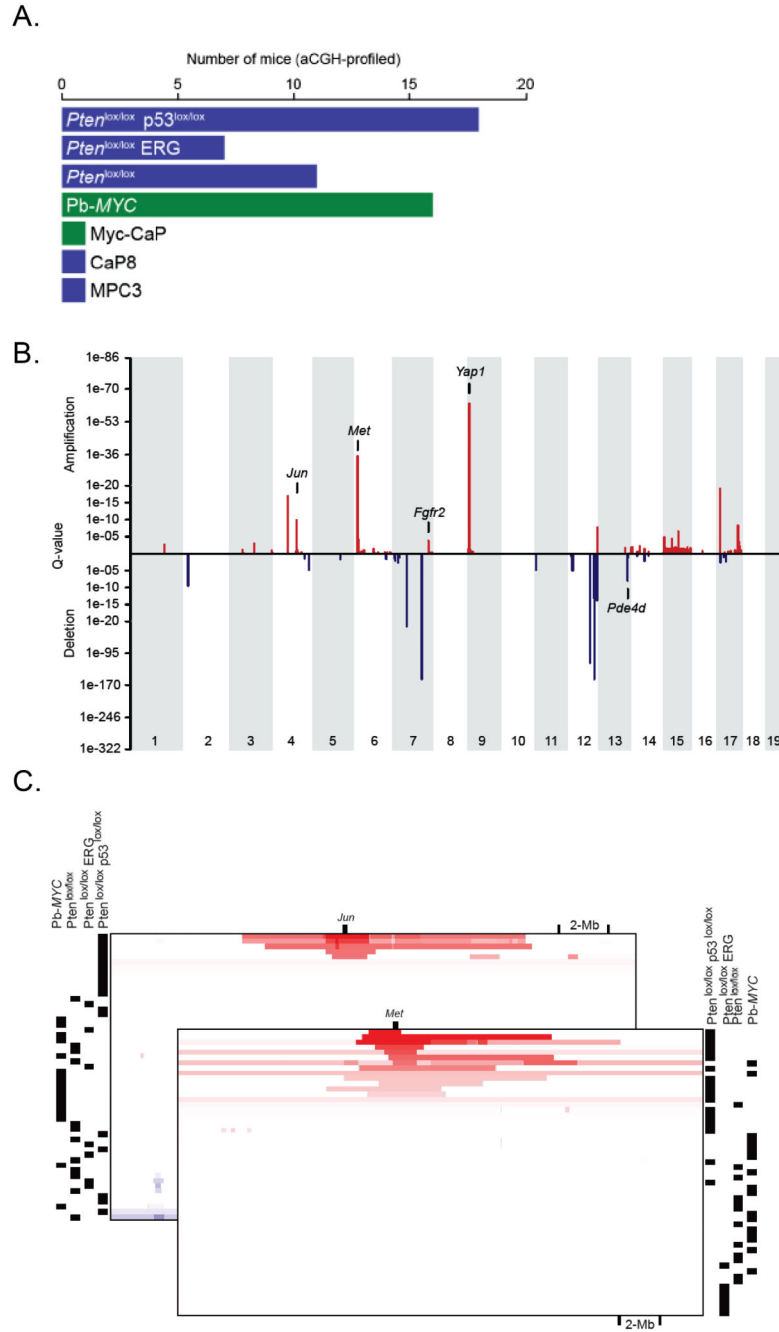 A.
Number of mice (aCGH-profiled)
0 5 10 15 20
Pten^lox/lox p53^lox/lox
Pten^lox/lox ERG
Pten^lox/lox
Pb-MYC
Myc-CaP
CaP8
MPC3
B.
Amplification
Q-value
Deletion
1e-86
1e-70
1e-53
1e-36
1e-20
1e-15
1e-10
1e-05
1e-05
1e-10
1e-15
1e-20
1e-95
1e-170
1e-246
1e-322
Jun
Met
Fgfr2
Yap1
Pde4d
1 2 3 4 5 6 7 8 9 10 11 12 13 14 15 16 17 18 19
C.
Pb-MYC
Pten^lox/lox
Pten^lox/lox ERG
Pten^lox/lox p53^lox/lox
Jun
2-Mb
Met
Pten^lox/lox p53^lox/lox
Pten^lox/lox ERG
Pten^lox/lox
Pb-MYC
2-Mb